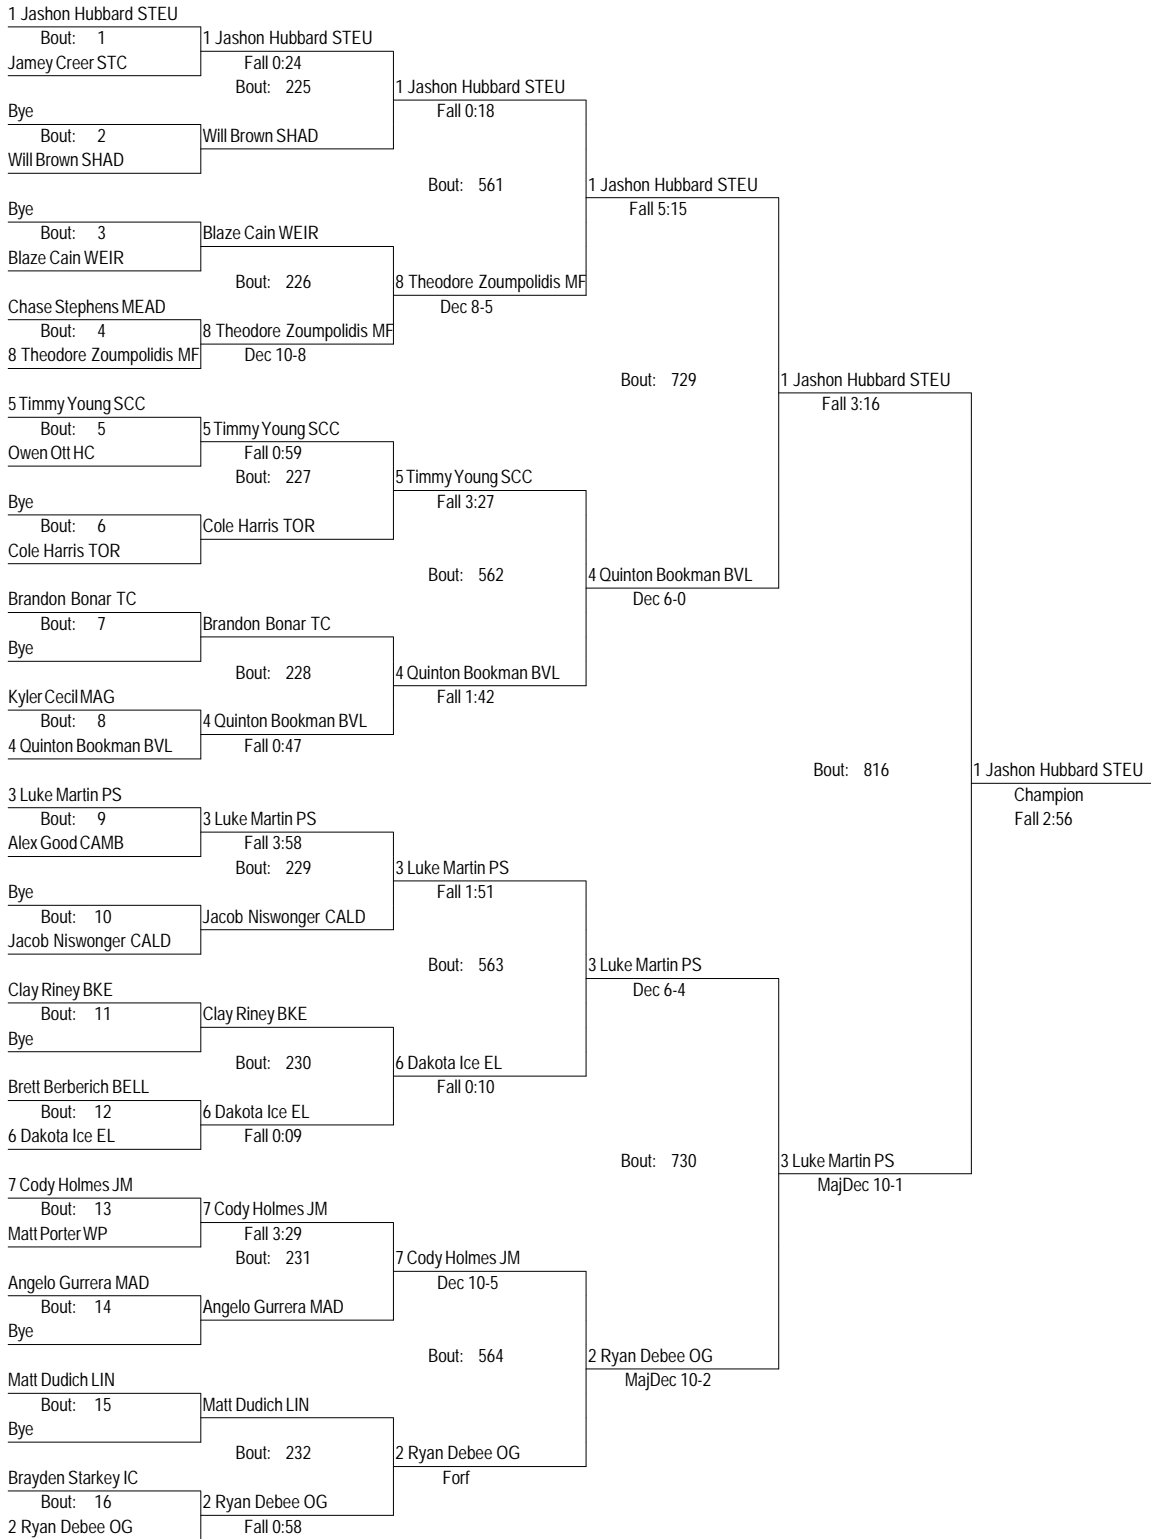 1 Jashon Hubbard STEU
Bout: 1
1 Jashon Hubbard STEU
Jamey Creer STC
Fall 0:24
Bout: 225
1 Jashon Hubbard STEU
Bye
Fall 0:18
Bout: 2
Will Brown SHAD
Will Brown SHAD
Bout: 561
1 Jashon Hubbard STEU
Bye
Fall 5:15
Bout: 3
Blaze Cain WEIR
Blaze Cain WEIR
Bout: 226
8 Theodore Zoumpolidis MF
Chase Stephens MEAD
Dec 8-5
Bout: 4
8 Theodore Zoumpolidis MF
8 Theodore Zoumpolidis MF
Dec 10-8
Bout: 729
1 Jashon Hubbard STEU
5 Timmy Young SCC
Fall 3:16
Bout: 5
5 Timmy Young SCC
Owen Ott HC
Fall 0:59
Bout: 227
5 Timmy Young SCC
Bye
Fall 3:27
Bout: 6
Cole Harris TOR
Cole Harris TOR
Bout: 562
4 Quinton Bookman BVL
Brandon Bonar TC
Dec 6-0
Bout: 7
Brandon Bonar TC
Bye
Bout: 228
4 Quinton Bookman BVL
Kyler Cecil MAG
Fall 1:42
Bout: 8
4 Quinton Bookman BVL
4 Quinton Bookman BVL
Fall 0:47
Bout: 816
1 Jashon Hubbard STEU
3 Luke Martin PS
Champion
Bout: 9
3 Luke Martin PS
Fall 2:56
Alex Good CAMB
Fall 3:58
Bout: 229
3 Luke Martin PS
Bye
Fall 1:51
Bout: 10
Jacob Niswonger CALD
Jacob Niswonger CALD
Bout: 563
3 Luke Martin PS
Clay Riney BKE
Dec 6-4
Bout: 11
Clay Riney BKE
Bye
Bout: 230
6 Dakota Ice EL
Brett Berberich BELL
Fall 0:10
Bout: 12
6 Dakota Ice EL
6 Dakota Ice EL
Fall 0:09
Bout: 730
3 Luke Martin PS
7 Cody Holmes JM
MajDec 10-1
Bout: 13
7 Cody Holmes JM
Matt Porter WP
Fall 3:29
Bout: 231
7 Cody Holmes JM
Angelo Gurrera MAD
Dec 10-5
Bout: 14
Angelo Gurrera MAD
Bye
Bout: 564
2 Ryan Debee OG
Matt Dudich LIN
MajDec 10-2
Bout: 15
Matt Dudich LIN
Bye
Bout: 232
2 Ryan Debee OG
Brayden Starkey IC
Forf
Bout: 16
2 Ryan Debee OG
2 Ryan Debee OG
Fall 0:58